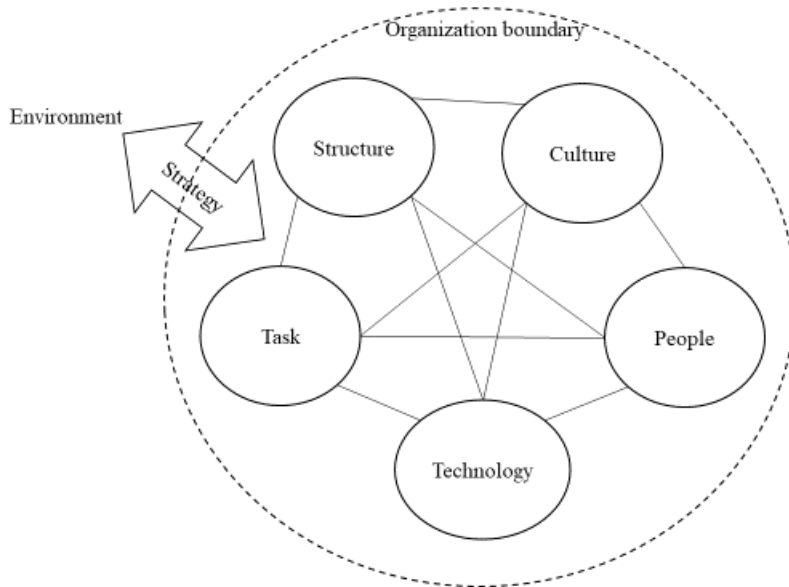 Organization boundary
Environment
Strategy
Structure
Culture
Task
People
Technology